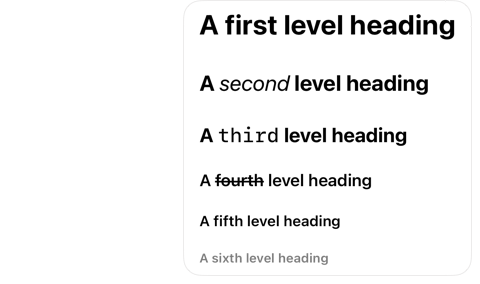 A first level heading
A second level heading
A third level heading
A fourth level heading
A fifth level heading
A sixth level heading